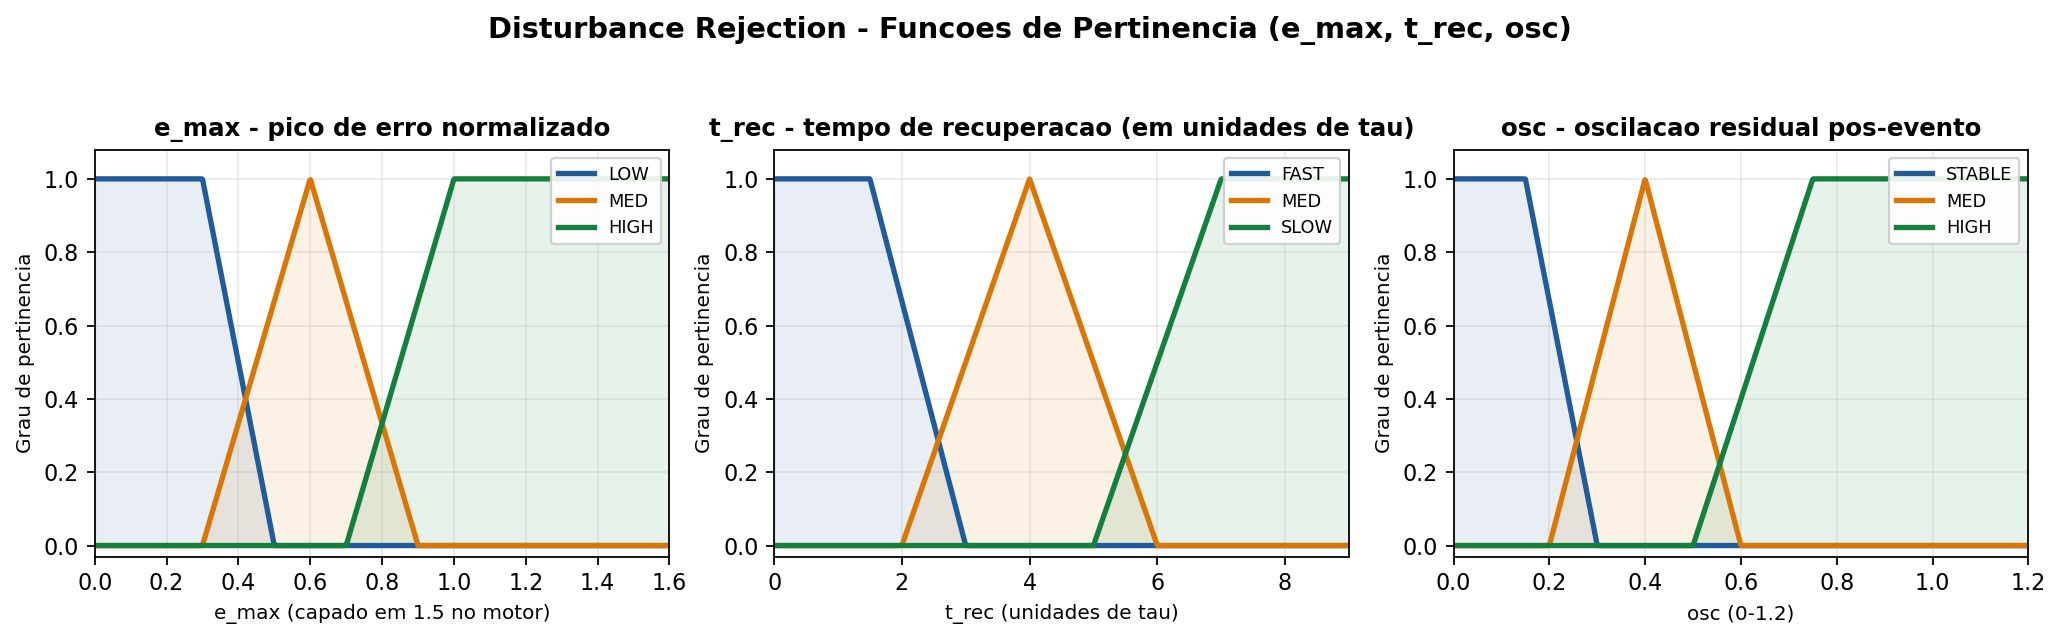 Disturbance Rejection - Funcoes de Pertinencia (e_max, t_rec, osc)
e_max - pico de erro normalizado
Grau de pertinencia
1.0
0.8
0.6
0.4
0.2
0.0
LOW
MED
HIGH
0.0 0.2 0.4 0.6 0.8 1.0 1.2 1.4 1.6
e_max (capado em 1.5 no motor)
t_rec - tempo de recuperacao (em unidades de tau)
Grau de pertinencia
1.0
0.8
0.6
0.4
0.2
0.0
FAST
MED
SLOW
0 2 4 6 8
t_rec (unidades de tau)
osc - oscilacao residual pos-evento
Grau de pertinencia
1.0
0.8
0.6
0.4
0.2
0.0
STABLE
MED
HIGH
0.0 0.2 0.4 0.6 0.8 1.0 1.2
osc (0-1.2)